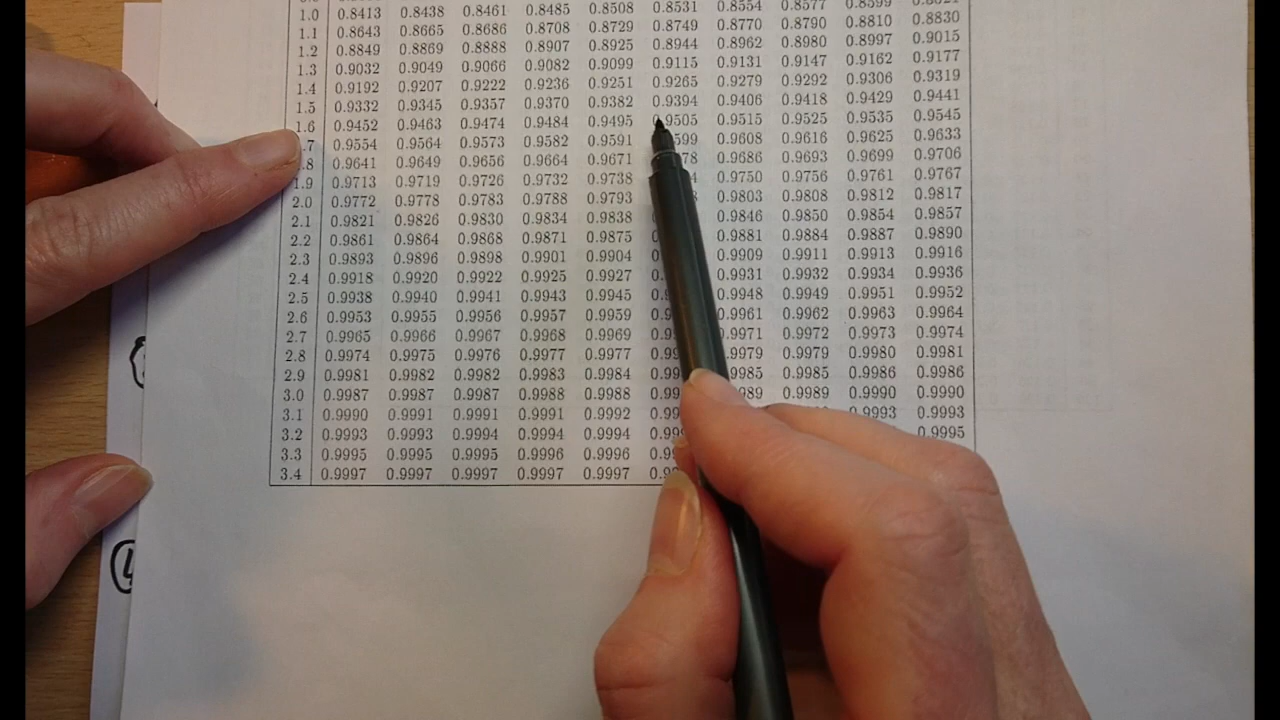 1.0 0.8413 0.8438 0.8461 0.8485 0.8508 0.8531 0.8554 0.8577 0.8599
1.1 0.8643 0.8665 0.8686 0.8708 0.8729 0.8749 0.8770 0.8790 0.8810 0.8830
1.2 0.8849 0.8869 0.8888 0.8907 0.8925 0.8944 0.8962 0.8980 0.8997 0.9015
1.3 0.9032 0.9049 0.9066 0.9082 0.9099 0.9115 0.9131 0.9147 0.9162 0.9177
1.4 0.9192 0.9207 0.9222 0.9236 0.9251 0.9265 0.9279 0.9292 0.9306 0.9319
1.5 0.9332 0.9345 0.9357 0.9370 0.9382 0.9394 0.9406 0.9418 0.9429 0.9441
1.6 0.9452 0.9463 0.9474 0.9484 0.9495 0.9505 0.9515 0.9525 0.9535 0.9545
.7 0.9554 0.9564 0.9573 0.9582 0.9591 599 0.9608 0.9616 0.9625 0.9633
.8 0.9641 0.9649 0.9656 0.9664 0.9671 78 0.9686 0.9693 0.9699 0.9706
1.9 0.9713 0.9719 0.9726 0.9732 0.9738 0.9750 0.9756 0.9761 0.9767
2.0 0.9772 0.9778 0.9783 0.9788 0.9793 0.9803 0.9808 0.9812 0.9817
2.1 0.9821 0.9826 0.9830 0.9834 0.9838 0.9846 0.9850 0.9854 0.9857
2.2 0.9861 0.9864 0.9868 0.9871 0.9875 0.9881 0.9884 0.9887 0.9890
2.3 0.9893 0.9896 0.9898 0.9901 0.9904 0.9909 0.9911 0.9913 0.9916
2.4 0.9918 0.9920 0.9922 0.9925 0.9927 0.9931 0.9932 0.9934 0.9936
2.5 0.9938 0.9940 0.9941 0.9943 0.9945 0.9948 0.9949 0.9951 0.9952
2.6 0.9953 0.9955 0.9956 0.9957 0.9959 0.9961 0.9962 0.9963 0.9964
2.7 0.9965 0.9966 0.9967 0.9968 0.9969 .9971 0.9972 0.9973 0.9974
2.8 0.9974 0.9975 0.9976 0.9977 0.9977 0.99 .9979 0.9979 0.9980 0.9981
2.9 0.9981 0.9982 0.9982 0.9983 0.9984 0.99 9985 0.9985 0.9986 0.9986
3.0 0.9987 0.9987 0.9987 0.9988 0.9988 0.99 989 0.9989 0.9990 0.9990
3.1 0.9990 0.9991 0.9991 0.9991 0.9992 0.99 0.9993 0.9993
3.2 0.9993 0.9993 0.9994 0.9994 0.9994 0.99 0.9995
3.3 0.9995 0.9995 0.9995 0.9996 0.9996 0.9
3.4 0.9997 0.9997 0.9997 0.9997 0.9997 0.9